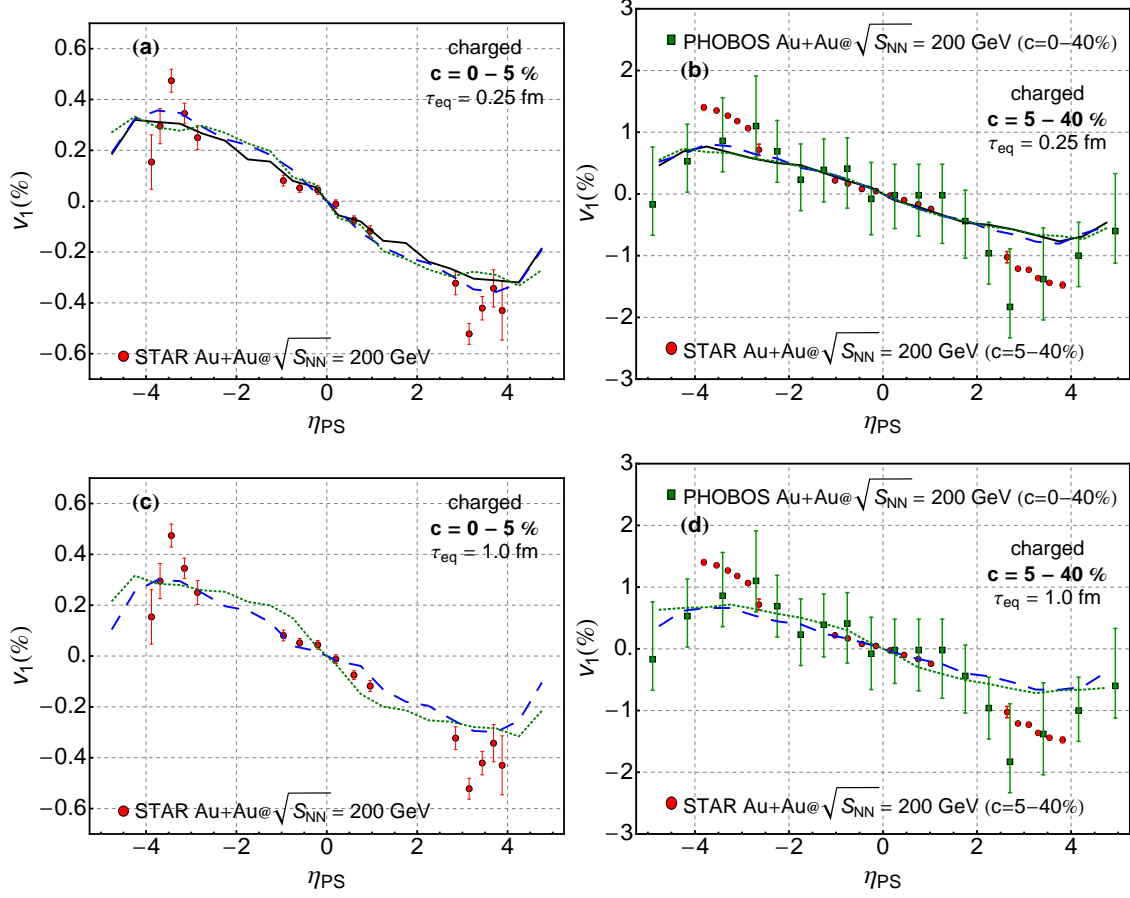 (a)
charged
c = 0 – 5 %
τeq = 0.25 fm
0.6
0.4
0.2
0.0
−0.2
−0.4
−0.6
v1(%)
STAR Au+Au@√SNN = 200 GeV
−4 −2 0 2 4
ηPS
PHOBOS Au+Au@√SNN = 200 GeV (c=0−40%)
(b)
charged
c = 5 – 40 %
τeq = 0.25 fm
3
2
1
0
−1
−2
−3
v1(%)
STAR Au+Au@√SNN = 200 GeV (c=5−40%)
−4 −2 0 2 4
ηPS
(c)
charged
c = 0 – 5 %
τeq = 1.0 fm
0.6
0.4
0.2
0.0
−0.2
−0.4
−0.6
v1(%)
STAR Au+Au@√SNN = 200 GeV
−4 −2 0 2 4
ηPS
PHOBOS Au+Au@√SNN = 200 GeV (c=0−40%)
(d)
charged
c = 5 – 40 %
τeq = 1.0 fm
3
2
1
0
−1
−2
−3
v1(%)
STAR Au+Au@√SNN = 200 GeV (c=5−40%)
−4 −2 0 2 4
ηPS